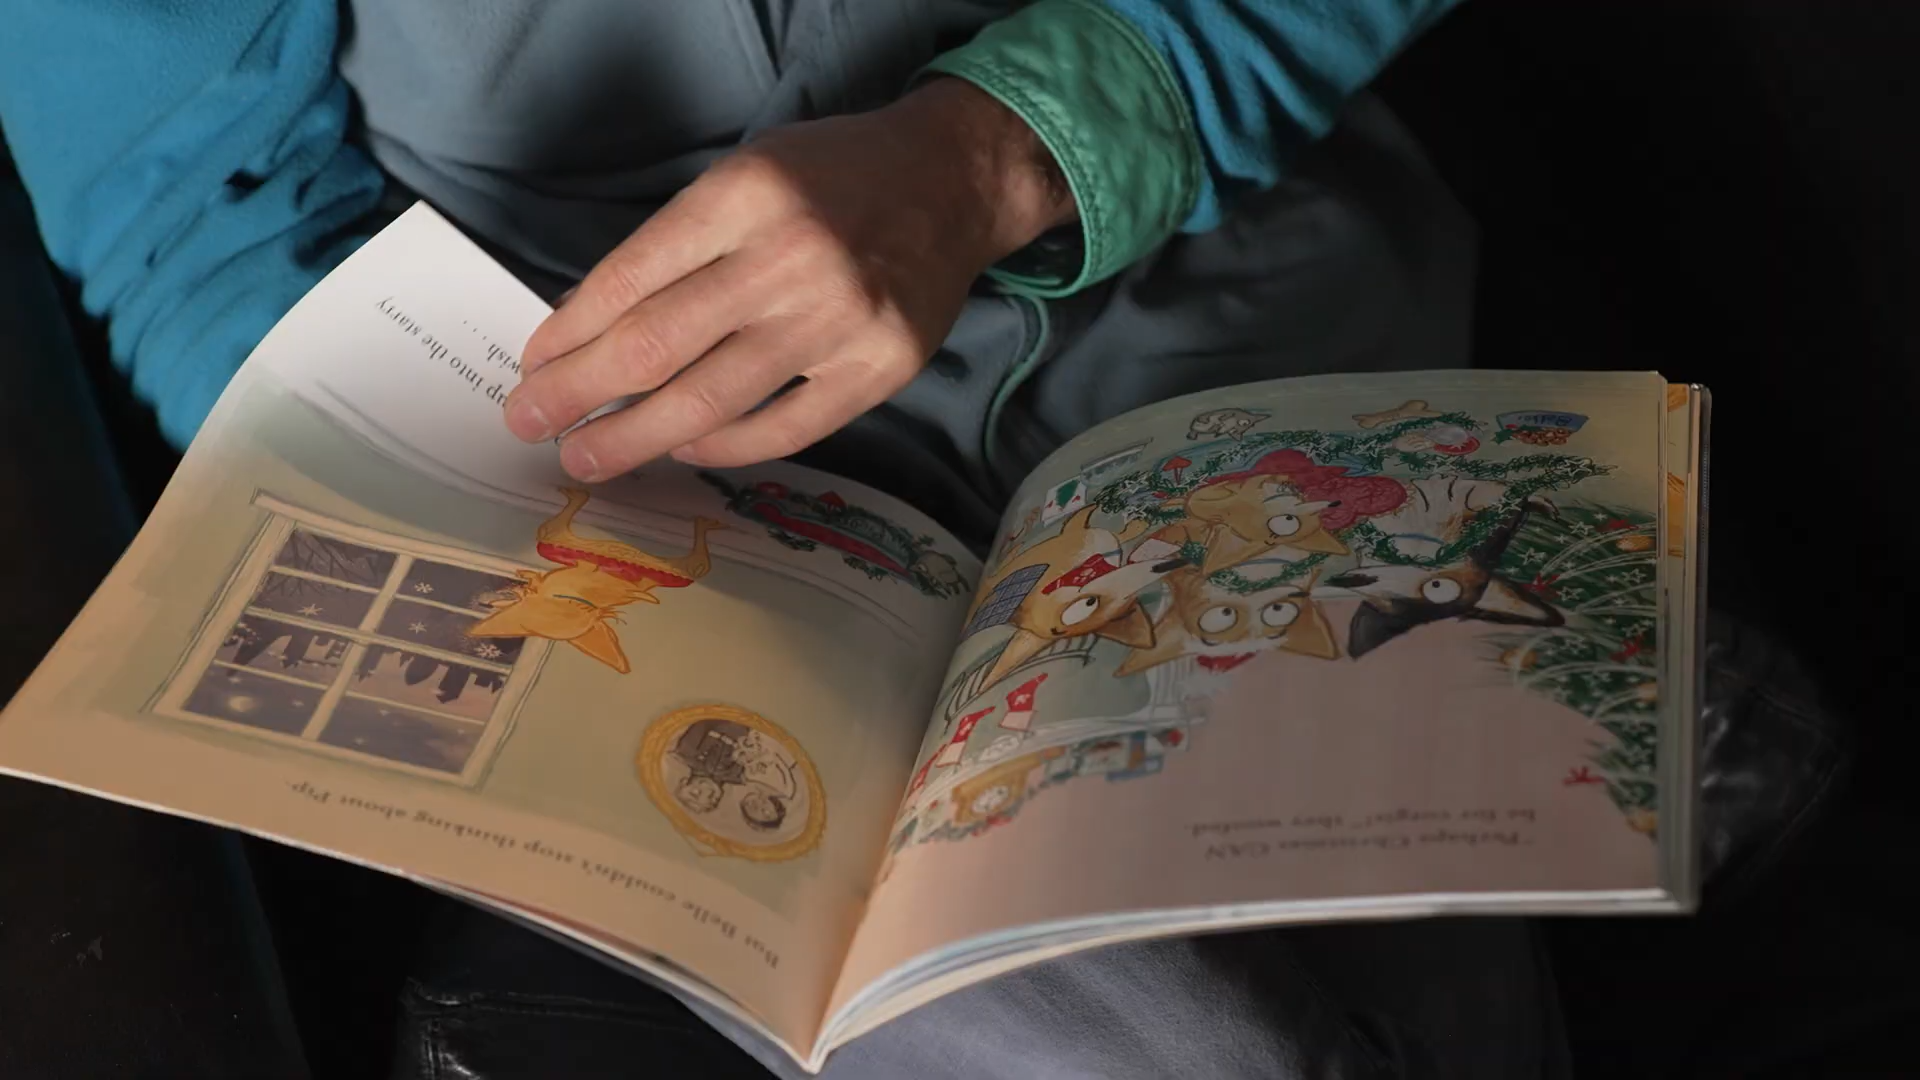 "Perhaps Christmas CAN
be for corgis!" they woofed.
But Belle couldn't stop thinking about Pip.
up into the starry
wish . . . .